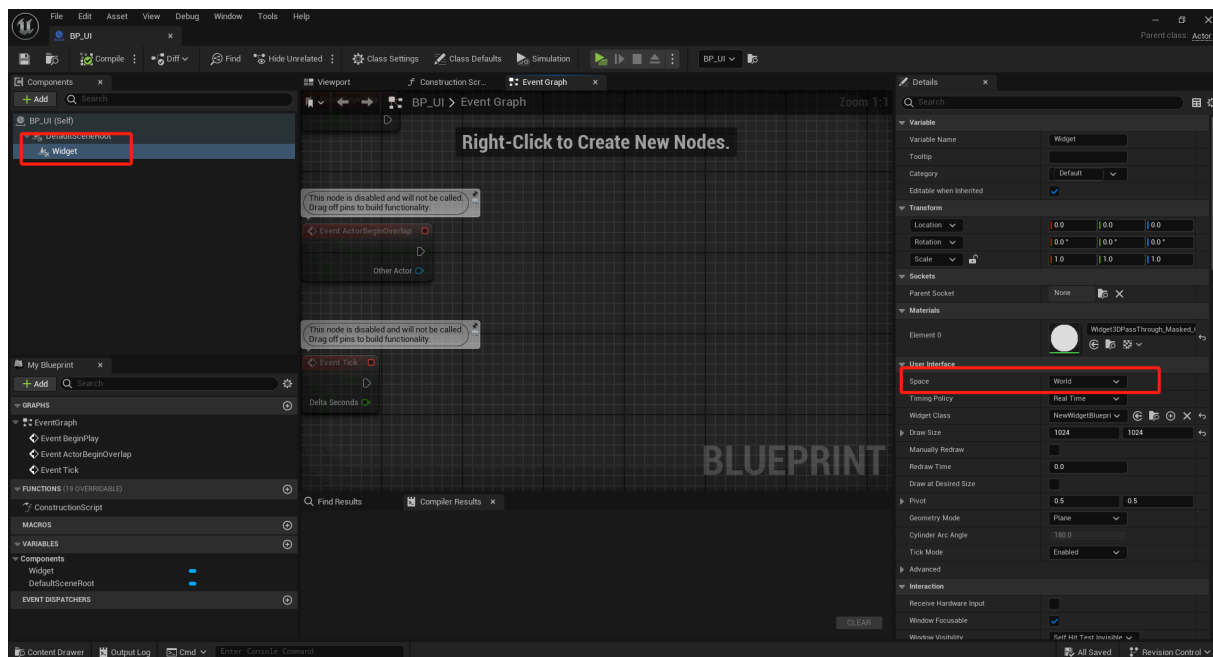 File Edit Asset View Debug Window Tools Help
BP_UI
Parent class: Actor
Compile Diff Find Hide Unrelated Class Settings Class Defaults Simulation BP_UI
Components
Add Search
BP_UI (Self)
DefaultSceneRoot
Widget
Viewport Construction Scr... Event Graph
BP_UI > Event Graph Zoom 1:1
Right-Click to Create New Nodes.
This node is disabled and will not be called.
Drag off pins to build functionality.
Event ActorBeginOverlap
Other Actor
This node is disabled and will not be called.
Drag off pins to build functionality.
Event Tick
Delta Seconds
BLUEPRINT
My Blueprint
Add Search
GRAPHS
EventGraph
Event BeginPlay
Event ActorBeginOverlap
Event Tick
FUNCTIONS (19 OVERRIDABLE)
ConstructionScript
MACROS
VARIABLES
Components
Widget
DefaultSceneRoot
EVENT DISPATCHERS
Find Results Compiler Results
CLEAR
Details
Search
Variable
Variable Name Widget
Tooltip
Category Default
Editable when Inherited
Transform
Location 0.0 0.0 0.0
Rotation 0.0° 0.0° 0.0°
Scale 1.0 1.0 1.0
Sockets
Parent Socket None
Materials
Element 0 Widget3DPassThrough_Masked_
User Interface
Space World
Timing Policy Real Time
Widget Class NewWidgetBluepri
Draw Size 1024 1024
Manually Redraw
Redraw Time 0.0
Draw at Desired Size
Pivot 0.5 0.5
Geometry Mode Plane
Cylinder Arc Angle 180.0
Tick Mode Enabled
Advanced
Interaction
Receive Hardware Input
Window Focusable
Window Visibility Self Hit Test Invisible
Content Drawer Output Log Cmd Enter Console Command All Saved Revision Control